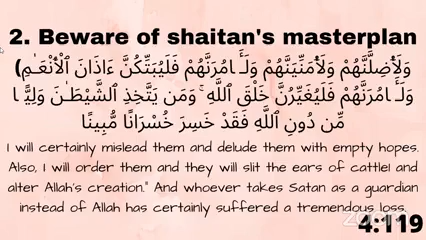 2. Beware of shaitan's masterplan
وَلَأُضِلَّنَّهُمْ وَلَأُمَنِّيَنَّهُمْ وَلَـَٔامُرَنَّهُمْ فَلَيُبَتِّكُنَّ ءَاذَانَ ٱلْأَنْعَـٰمِ)
وَلَـَٔامُرَنَّهُمْ فَلَيُغَيِّرُنَّ خَلْقَ ٱللَّهِ ۚ وَمَن يَتَّخِذِ ٱلشَّيْطَـٰنَ وَلِيًّا
مِّن دُونِ ٱللَّهِ فَقَدْ خَسِرَ خُسْرَانًا مُّبِينًا
I will certainly mislead them and delude them with empty hopes.
Also, I will order them and they will slit the ears of cattle! and
alter Allah's creation." And whoever takes Satan as a guardian
instead of Allah has certainly suffered a tremendous loss.
4:119
zoom